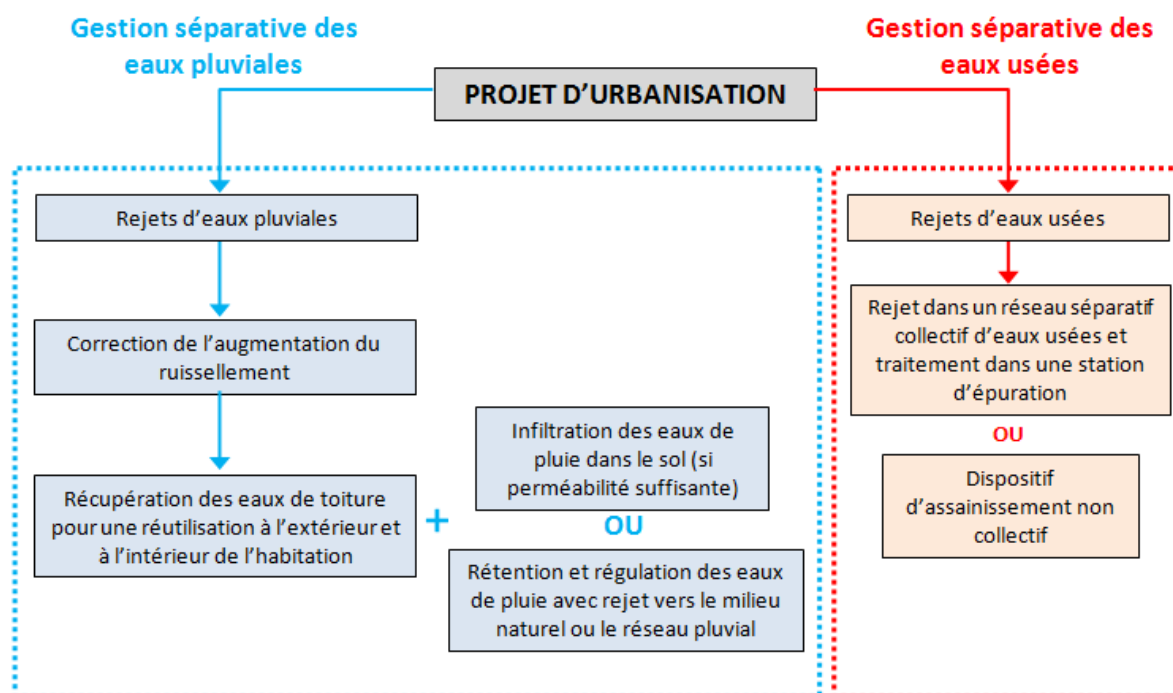 Gestion séparative des
eaux pluviales
Gestion séparative des
eaux usées
PROJET D'URBANISATION
Rejets d'eaux pluviales
Correction de l'augmentation du
ruissellement
Récupération des eaux de toiture
pour une réutilisation à l'extérieur et
à l'intérieur de l'habitation
+
Infiltration des eaux de
pluie dans le sol (si
perméabilité suffisante)
OU
Rétention et régulation des eaux
de pluie avec rejet vers le milieu
naturel ou le réseau pluvial
Rejets d'eaux usées
Rejet dans un réseau séparatif
collectif d'eaux usées et
traitement dans une station
d'épuration
OU
Dispositif
d'assainissement non
collectif